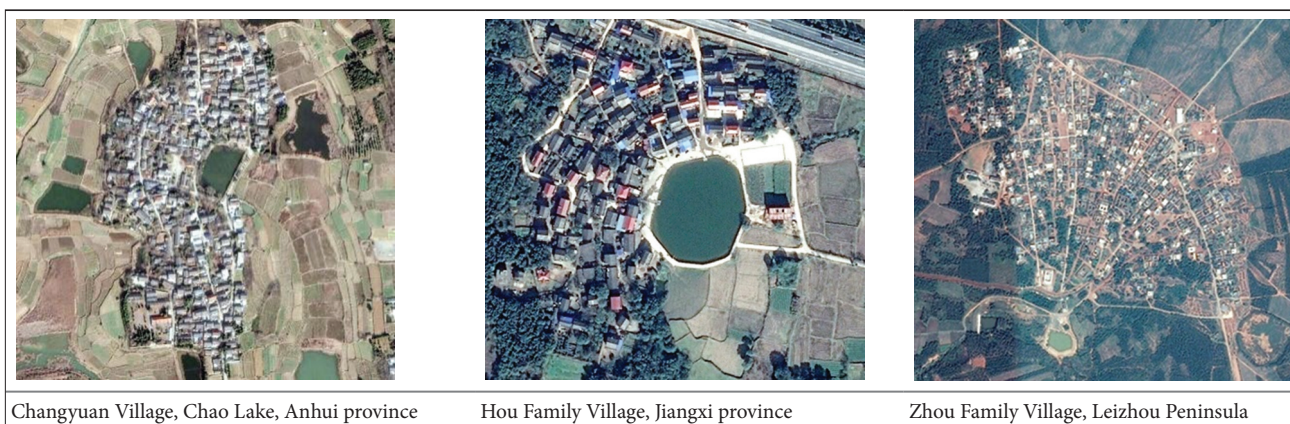 Changyuan Village, Chao Lake, Anhui province
Hou Family Village, Jiangxi province
Zhou Family Village, Leizhou Peninsula